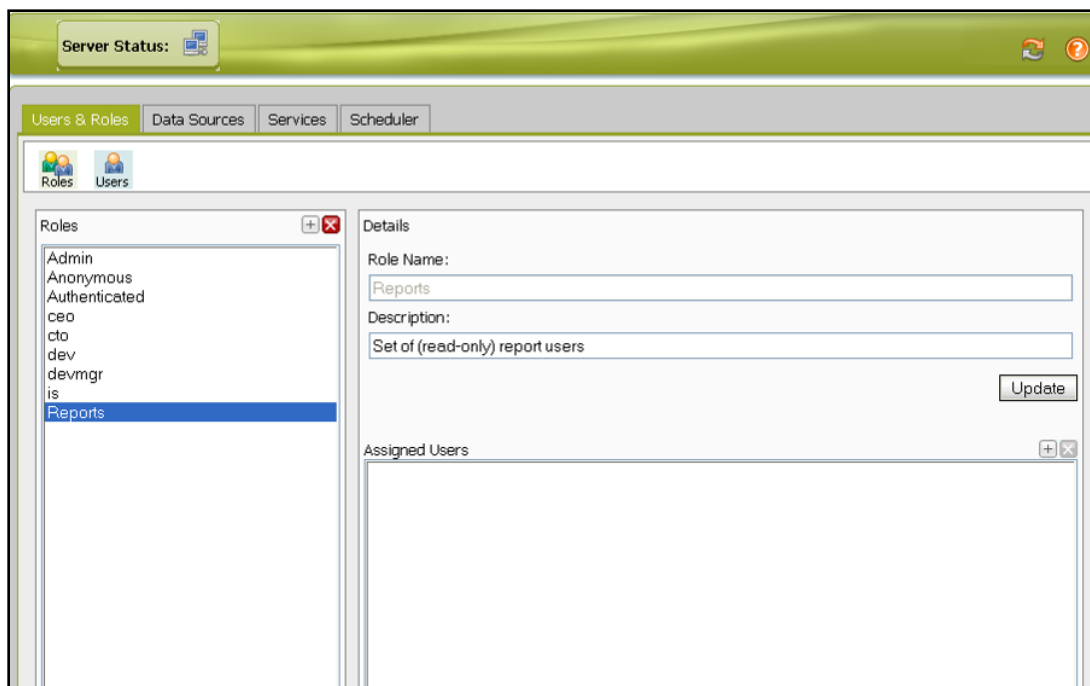 Server Status:
Users & Roles
Data Sources
Services
Scheduler
Roles
Users
Roles
Admin
Anonymous
Authenticated
ceo
cto
dev
devmgr
is
Reports
Details
Role Name:
Reports
Description:
Set of (read-only) report users
Update
Assigned Users